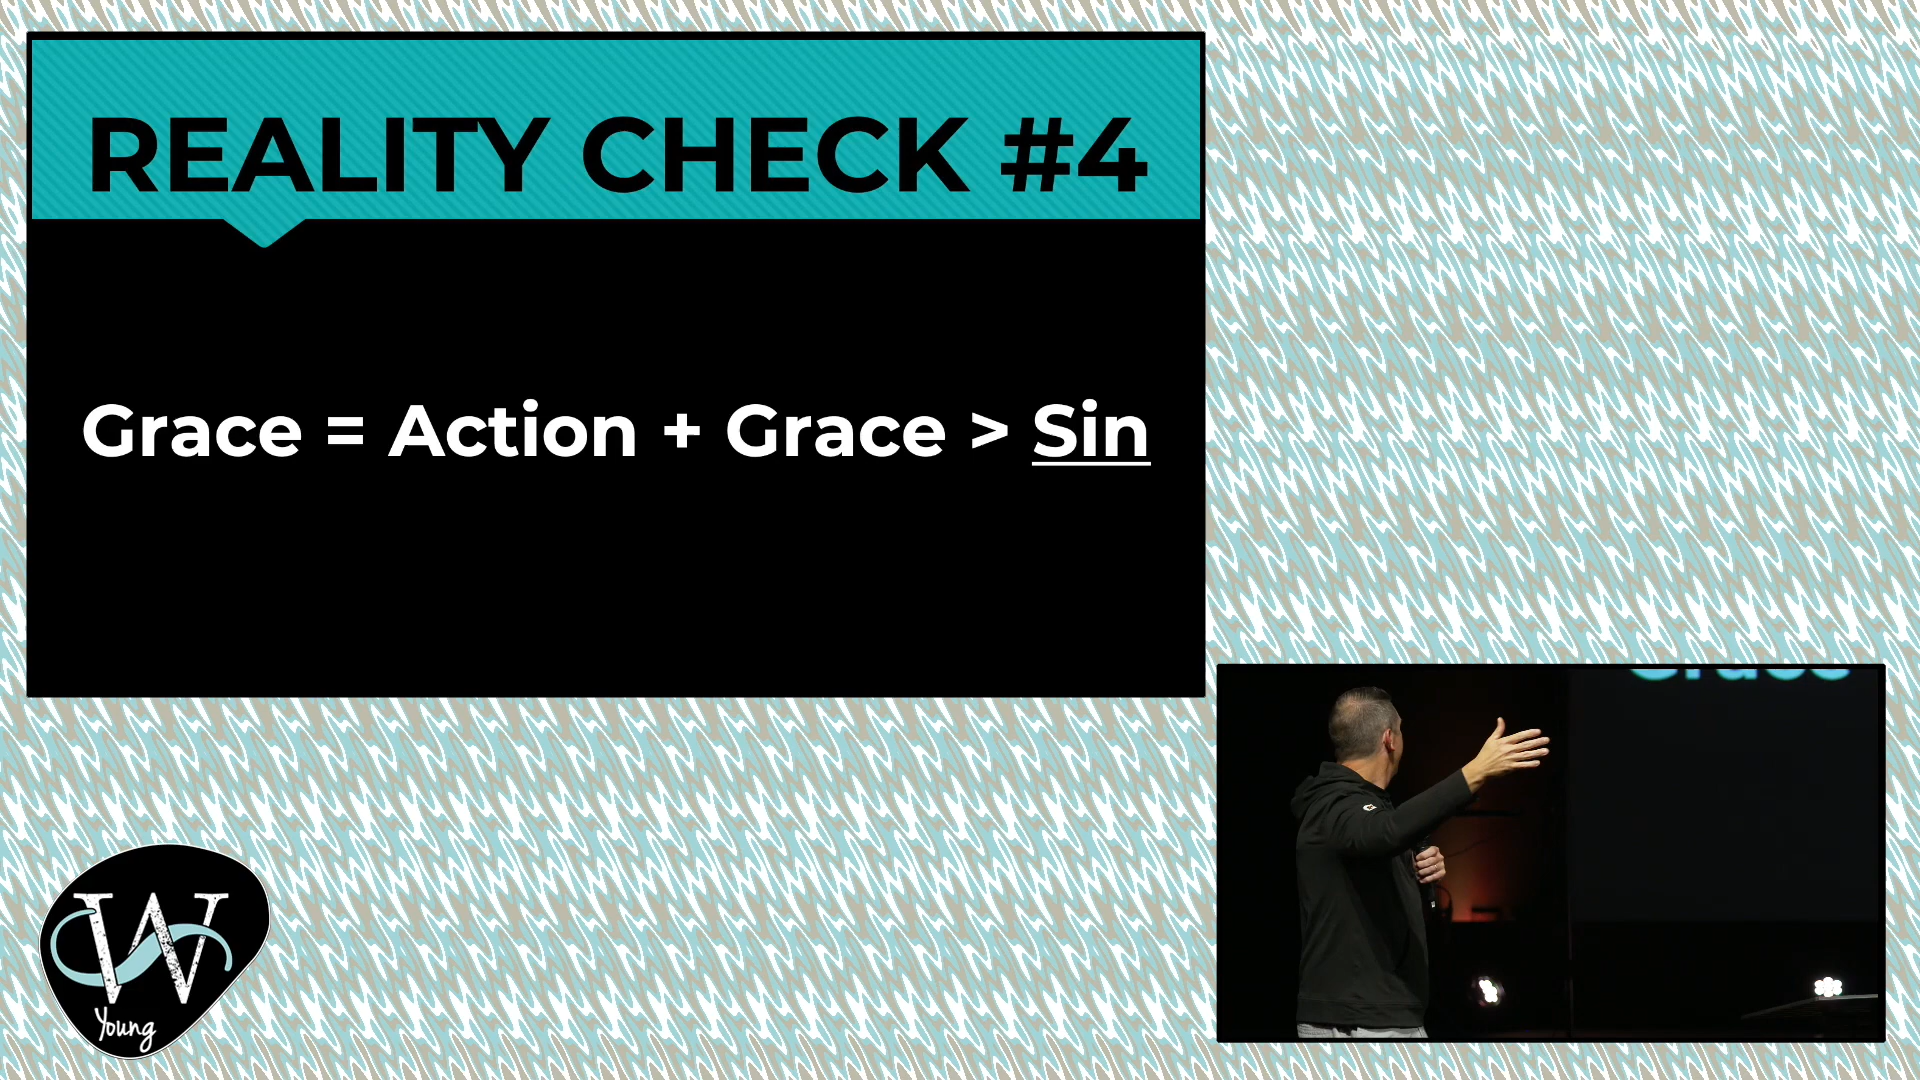 REALITY CHECK #4
Grace = Action + Grace > Sin
W
Young